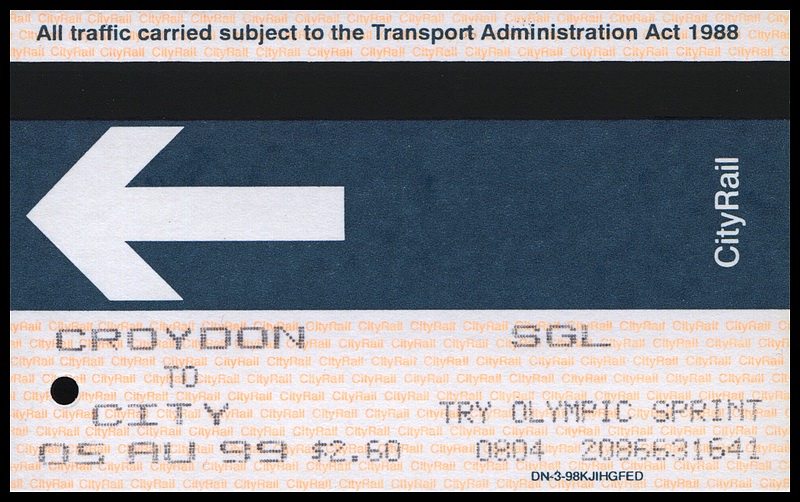 All traffic carried subject to the Transport Administration Act 1988
CityRail
CROYDON SGL
TO
CITY TRY OLYMPIC SPRINT
05 AU 99 $2.60 0804 2086631641
DN-3-98KJIHGFED